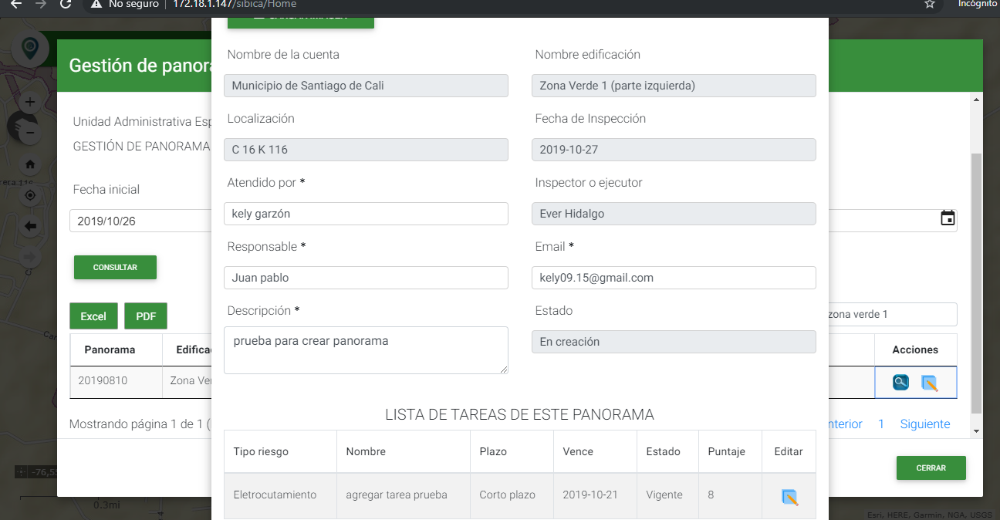 No seguro | 172.18.1.147/sibica/Home
Incógnito
Gestión de panora
Unidad Administrativa Esp
GESTIÓN DE PANORAMA
Fecha inicial
2019/10/26
CONSULTAR
Excel PDF
zona verde 1
Panorama Edifica Acciones
20190810 Zona Ver
Mostrando página 1 de 1 (
nterior 1 Siguiente
CERRAR
Nombre de la cuenta Nombre edificación
Municipio de Santiago de Cali Zona Verde 1 (parte izquierda)
Localización Fecha de Inspección
C 16 K 116 2019-10-27
Atendido por * Inspector o ejecutor
kely garzón Ever Hidalgo
Responsable * Email *
Juan pablo kely09.15@gmail.com
Descripción * Estado
prueba para crear panorama En creación
LISTA DE TAREAS DE ESTE PANORAMA
Tipo riesgo Nombre Plazo Vence Estado Puntaje Editar
Eletrocutamiento agregar tarea prueba Corto plazo 2019-10-21 Vigente 8
-76,55
0.3mi
Esri, HERE, Garmin, NGA, USGS